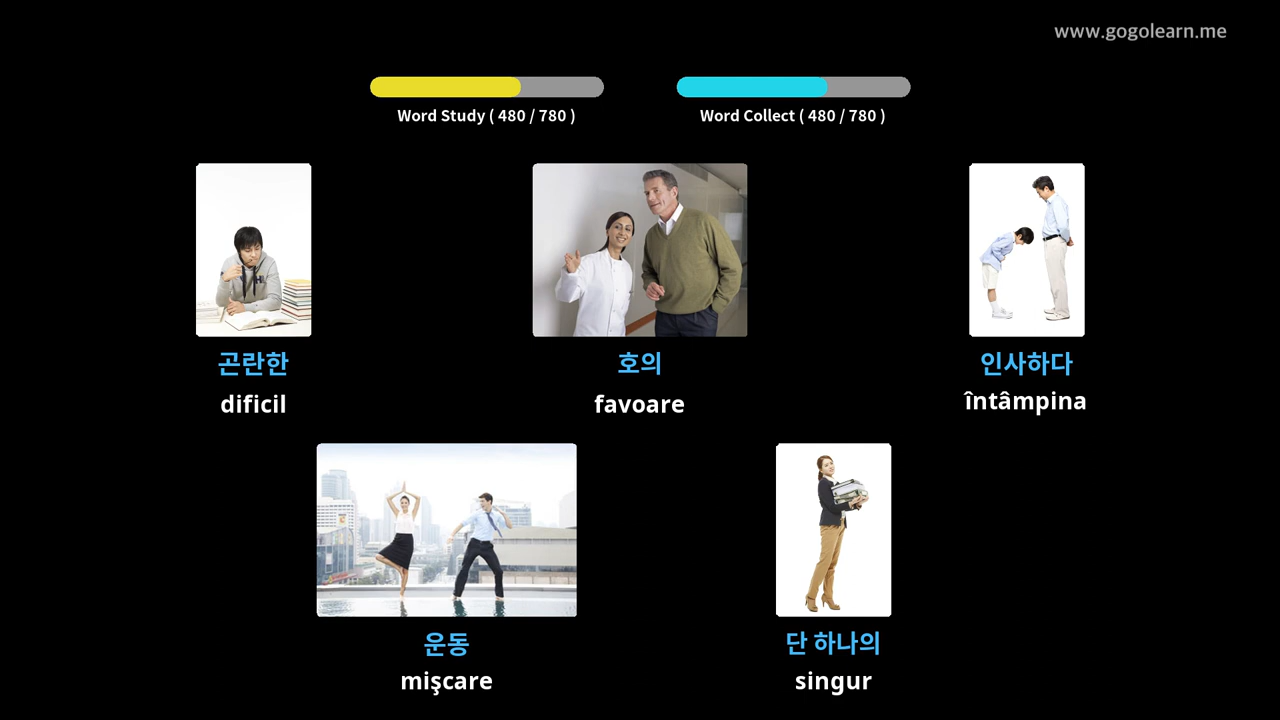 www.gogolearn.me
Word Study ( 480 / 780 )
Word Collect ( 480 / 780 )
곤란한
dificil
호의
favoare
인사하다
întâmpina
운동
mişcare
단 하나의
singur